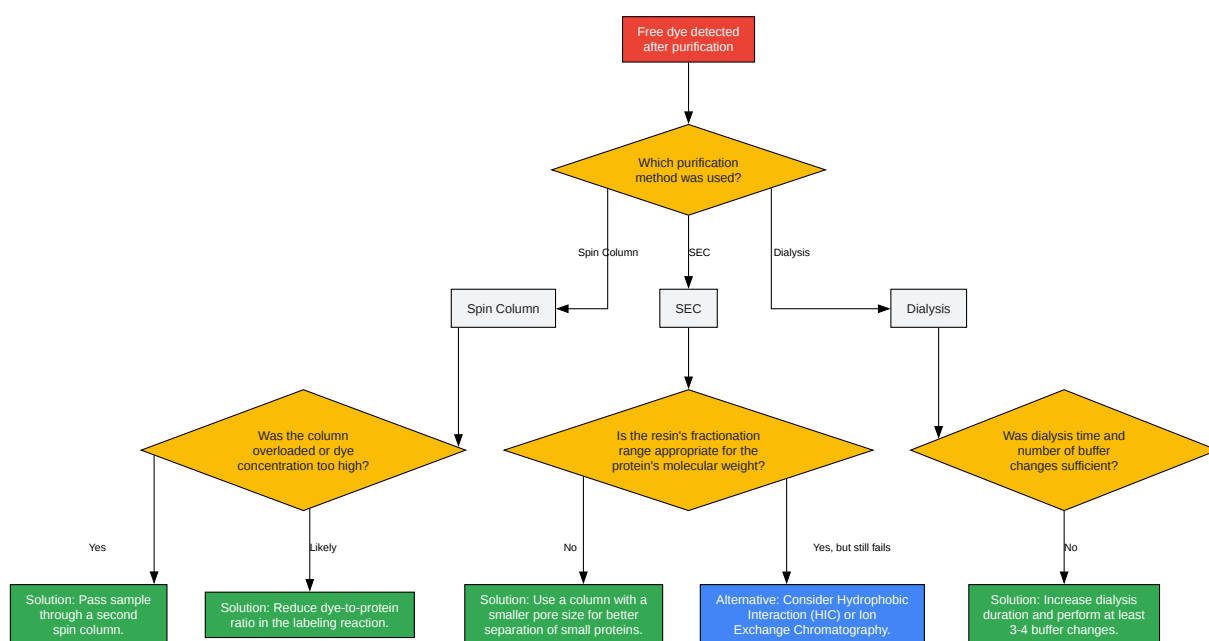 Free dye detected
after purification
Which purification
method was used?
Spin Column
SEC
Dialysis
Spin Column
SEC
Dialysis
Was the column
overloaded or dye
concentration too high?
Is the resin's fractionation
range appropriate for the
protein's molecular weight?
Was dialysis time and
number of buffer
changes sufficient?
Yes
Likely
No
Yes, but still fails
No
Solution: Pass sample
through a second
spin column.
Solution: Reduce dye-to-protein
ratio in the labeling reaction.
Solution: Use a column with a
smaller pore size for better
separation of small proteins.
Alternative: Consider Hydrophobic
Interaction (HIC) or Ion
Exchange Chromatography.
Solution: Increase dialysis
duration and perform at least
3-4 buffer changes.